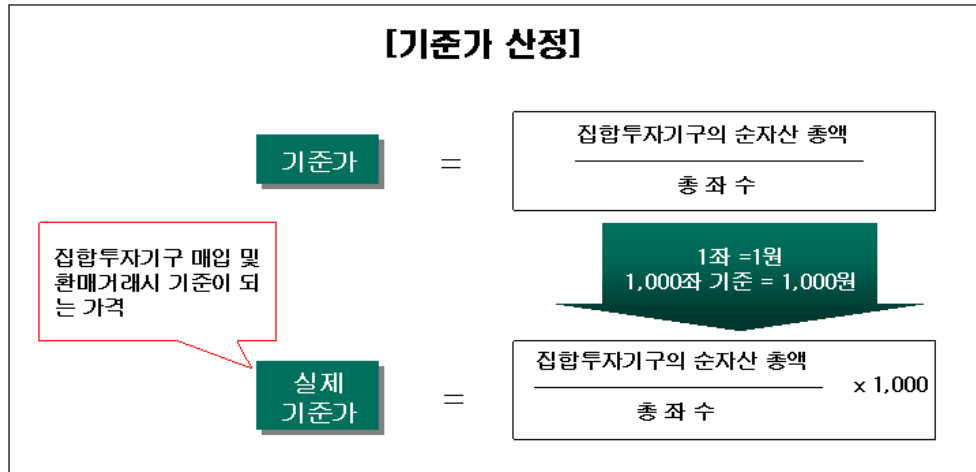 [기준가 산정]
기준가
=
집합투자기구의 순자산 총액
총 좌 수
집합투자기구 매입 및
환매거래시 기준이 되
는 가격
1좌 =1원
1,000좌 기준 = 1,000원
실제
기준가
=
집합투자기구의 순자산 총액
총 좌 수
x 1,000